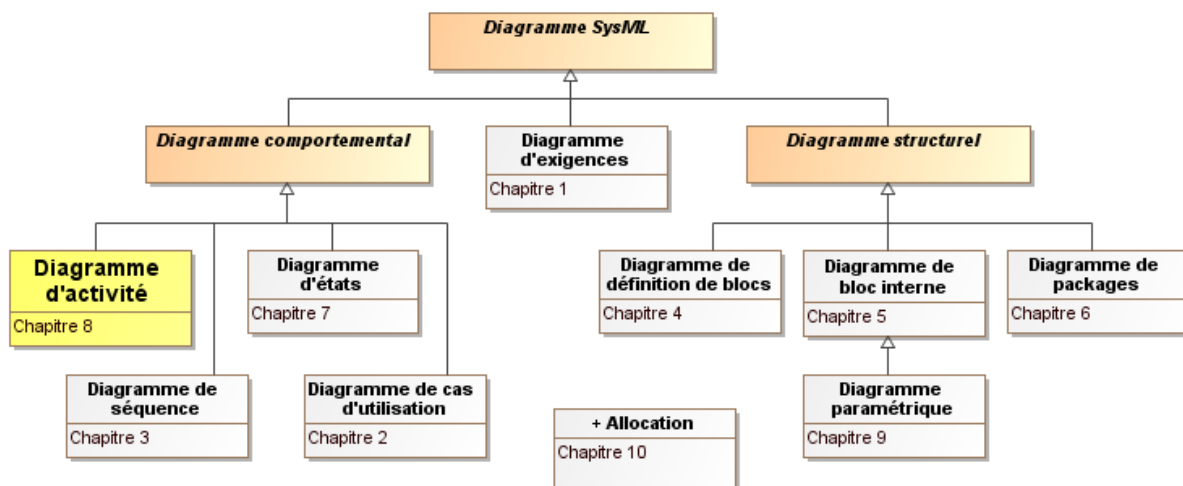 Diagramme SysML
Diagramme comportemental
Diagramme
d'exigences
Chapitre 1
Diagramme structurel
Diagramme
d'activité
Chapitre 8
Diagramme
d'états
Chapitre 7
Diagramme de
définition de blocs
Chapitre 4
Diagramme de
bloc interne
Chapitre 5
Diagramme de
packages
Chapitre 6
Diagramme de
séquence
Chapitre 3
Diagramme de cas
d'utilisation
Chapitre 2
+ Allocation
Chapitre 10
Diagramme
paramétrique
Chapitre 9